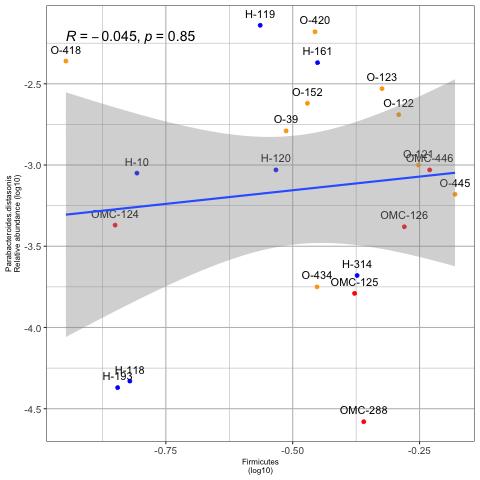 H-119
O-420
R = − 0.045, p = 0.85
O-418
H-161
O-123
-2.5
O-152
O-122
O-39
O-121
OMC-446
H-10
H-120
-3.0
O-445
OMC-124
OMC-126
-3.5
H-314
O-434
OMC-125
-4.0
H-118
H-193
OMC-288
-4.5
-0.75
-0.50
-0.25
Parabacteroides.distasonis
Relative abundance (log10)
Firmicutes
(log10)